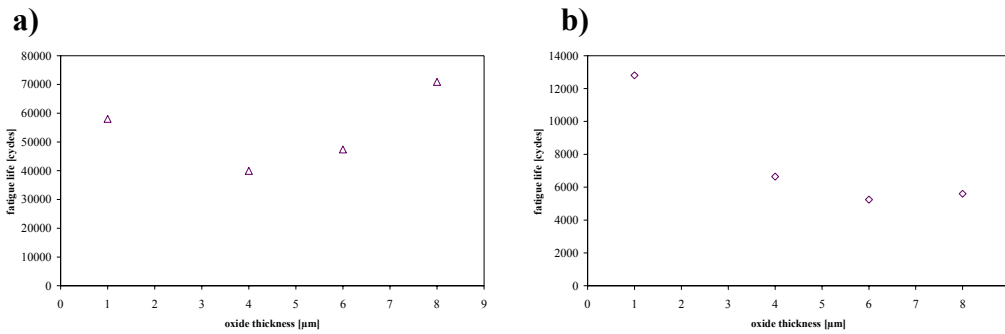 a)
80000
70000
60000
50000
40000
30000
20000
10000
0
fatigue life [cycles]
0 1 2 3 4 5 6 7 8 9
oxide thickness [µm]
b)
14000
12000
10000
8000
6000
4000
2000
0
fatigue life [cycles]
0 1 2 3 4 5 6 7 8
oxide thickness [µm]